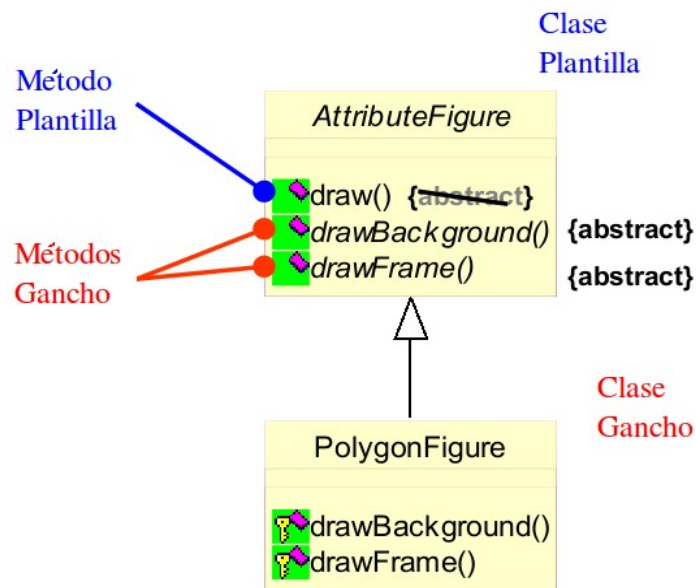 Clase
Plantilla
Método
Plantilla
AttributeFigure
draw() {abstract}
drawBackground() {abstract}
drawFrame() {abstract}
Métodos
Gancho
Clase
Gancho
PolygonFigure
drawBackground()
drawFrame()